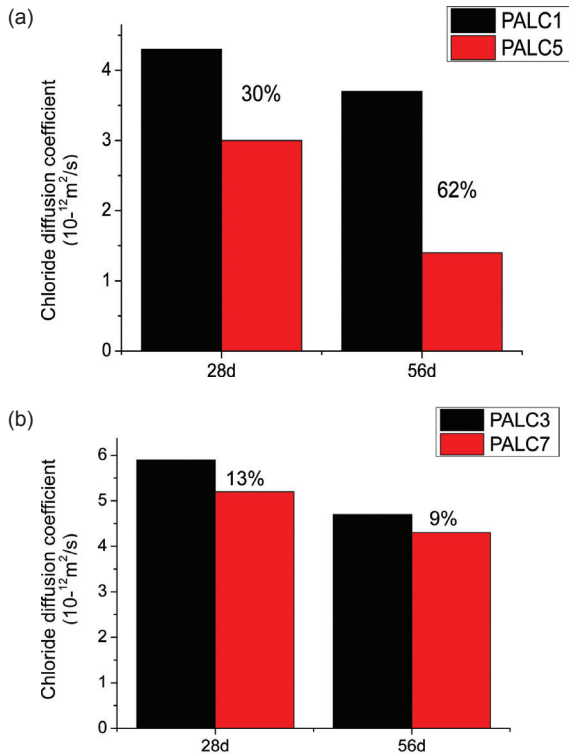 (a)
PALC1
PALC5
Chloride diffusion coefficient
(10-¹²m²/s)
4
3
2
1
0
30%
62%
28d
56d
(b)
PALC3
PALC7
Chloride diffusion coefficient
(10-¹²m²/s)
6
5
4
3
2
1
0
13%
9%
28d
56d